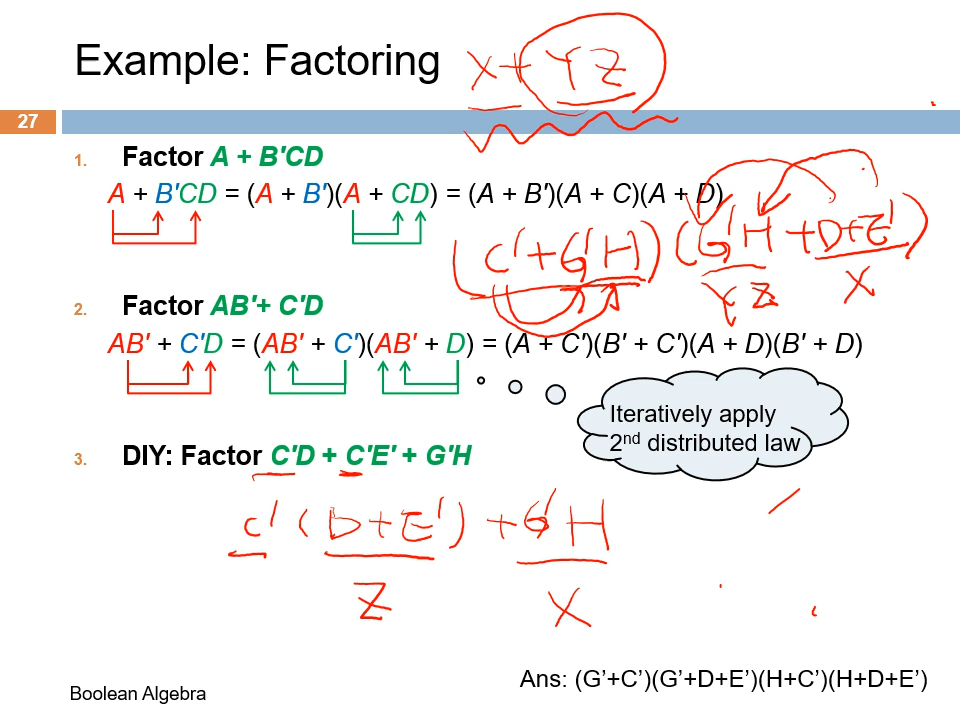 Example: Factoring
X + YZ
27
1. Factor A + B'CD
A + B'CD = (A + B')(A + CD) = (A + B')(A + C)(A + D)
(C' + G'H) (G'H + D+E')
YZ X
2. Factor AB'+ C'D
AB' + C'D = (AB' + C')(AB' + D) = (A + C')(B' + C')(A + D)(B' + D)
Iteratively apply
2nd distributed law
3. DIY: Factor C'D + C'E' + G'H
C' (D+E') + G'H
Z X
Ans: (G’+C’)(G’+D+E’)(H+C’)(H+D+E’)
Boolean Algebra